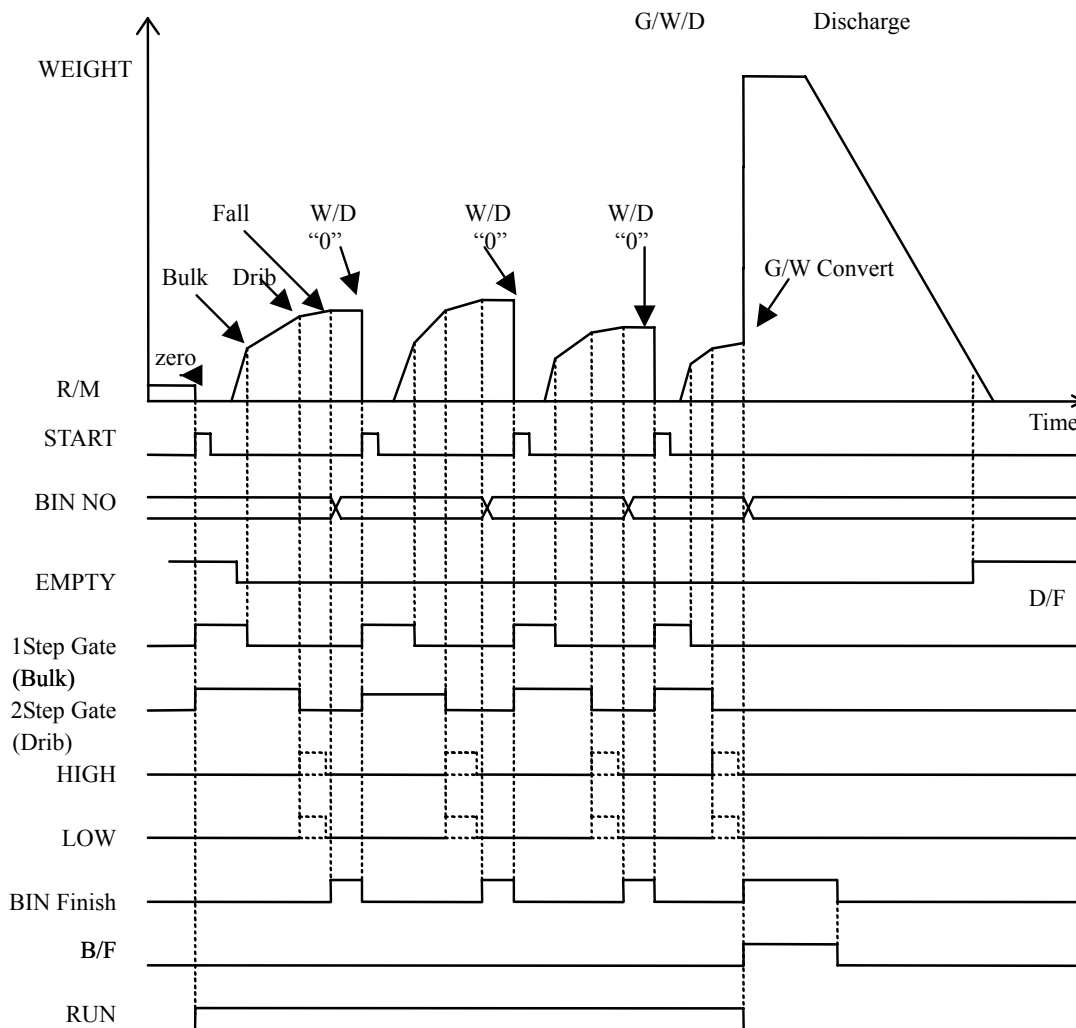 G/W/D Discharge
WEIGHT
Fall W/D W/D W/D
“0” “0” “0”
Bulk Drib G/W Convert
zero
R/M
Time
START
BIN NO
EMPTY
D/F
1Step Gate
(Bulk)
2Step Gate
(Drib)
HIGH
LOW
BIN Finish
B/F
RUN